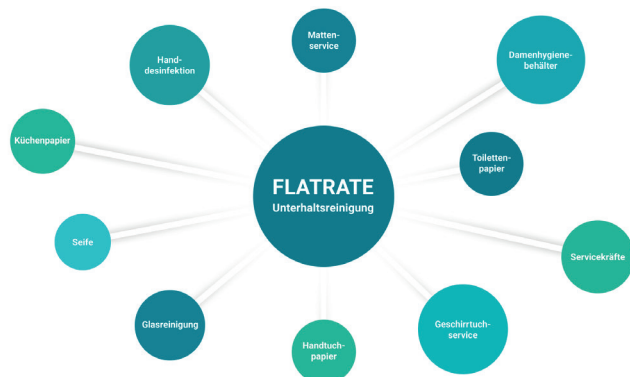 Matten-
service
Hand-
desinfektion
Damenhygiene-
behälter
Küchenpapier
Toiletten-
papier
FLATRATE
Unterhaltsreinigung
Seife
Servicekräfte
Glasreinigung
Geschirrtuch-
service
Handtuch-
papier